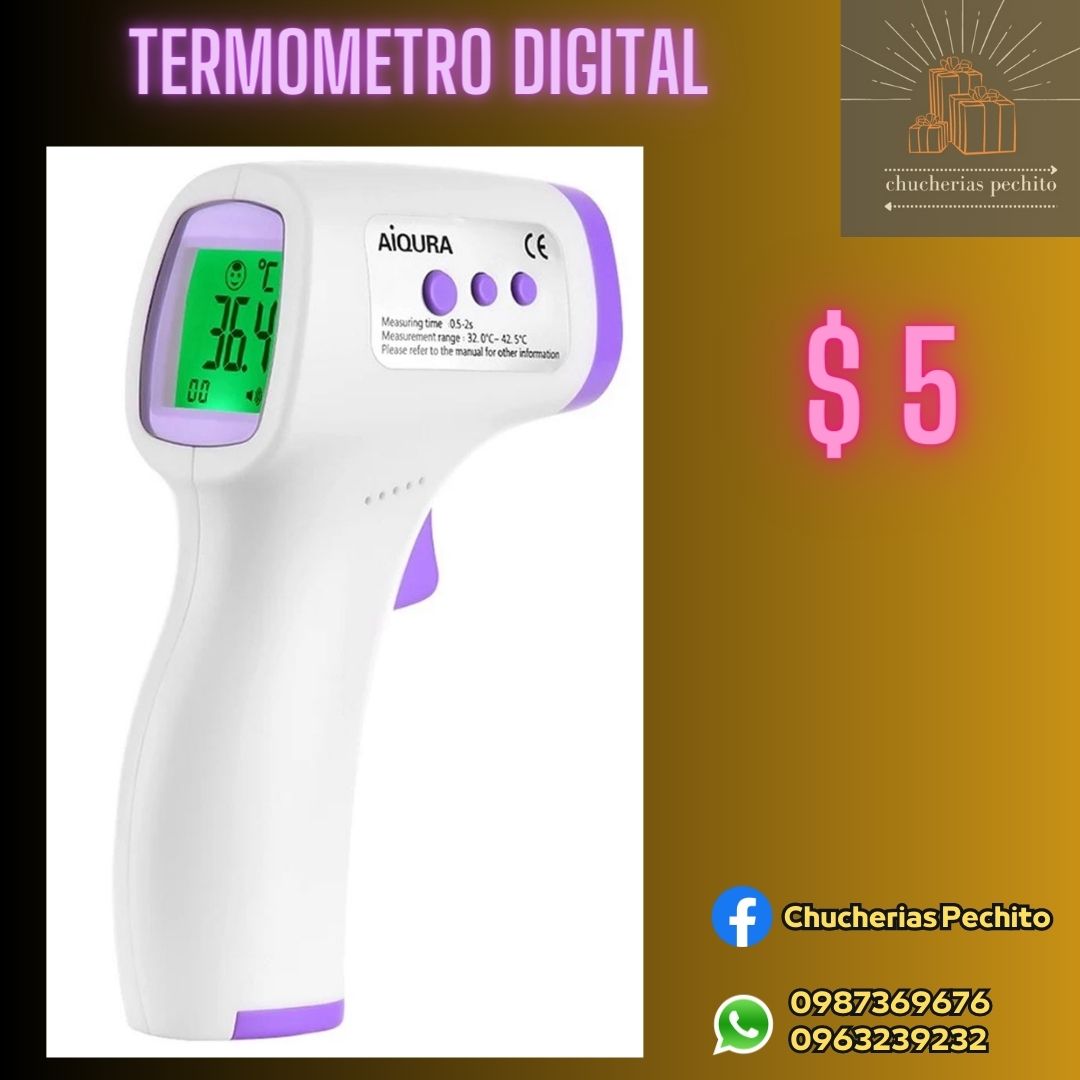 TERMOMETRO DIGITAL
chucherias pechito
AiQURA CE
Measuring time :0.5-2s
Measurement range : 32.0°C- 42.5°C
Please refer to the manual for other information
°C
36.4
00
$ 5
Chucherias Pechito
0987369676
0963239232